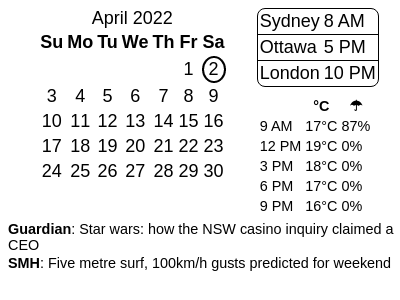 April 2022
Su Mo Tu We Th Fr Sa
1 2
3 4 5 6 7 8 9
10 11 12 13 14 15 16
17 18 19 20 21 22 23
24 25 26 27 28 29 30
Sydney 8 AM
Ottawa 5 PM
London 10 PM
°C ☂
9 AM 17°C 87%
12 PM 19°C 0%
3 PM 18°C 0%
6 PM 17°C 0%
9 PM 16°C 0%
Guardian: Star wars: how the NSW casino inquiry claimed a
CEO
SMH: Five metre surf, 100km/h gusts predicted for weekend